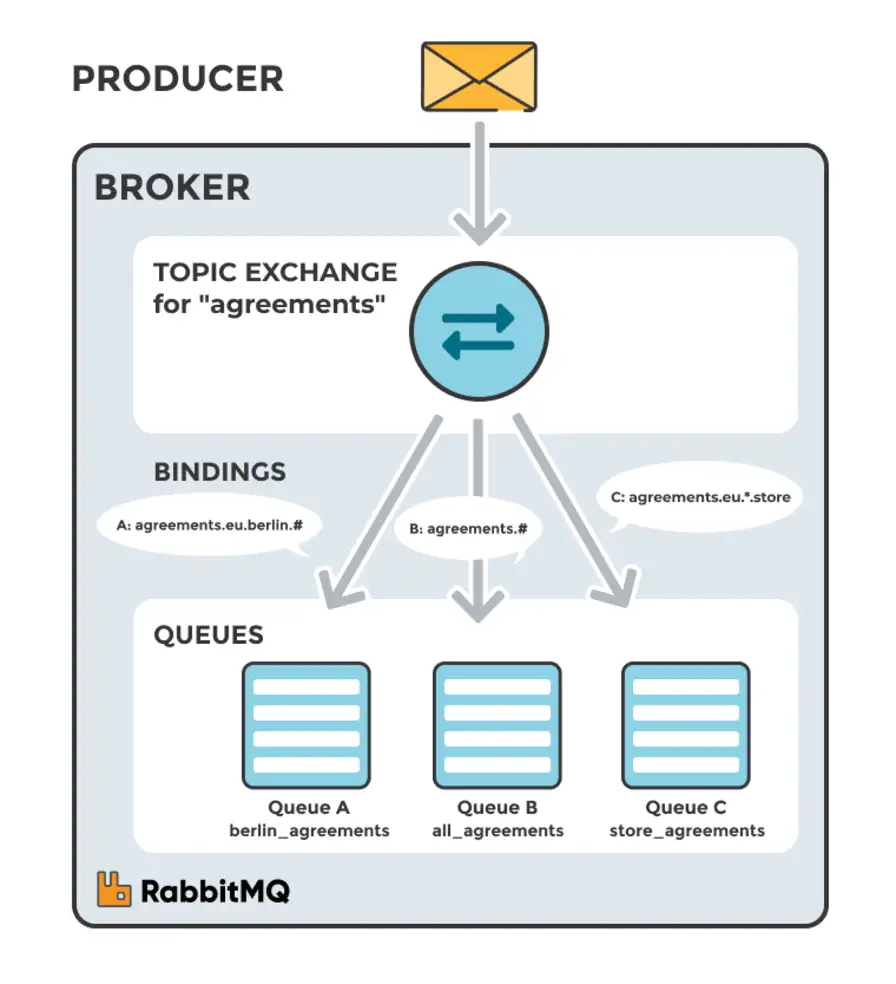 PRODUCER
BROKER
TOPIC EXCHANGE
for "agreements"
BINDINGS
A: agreements.eu.berlin.#
B: agreements.#
C: agreements.eu.*.store
QUEUES
Queue A
berlin_agreements
Queue B
all_agreements
Queue C
store_agreements
RabbitMQ